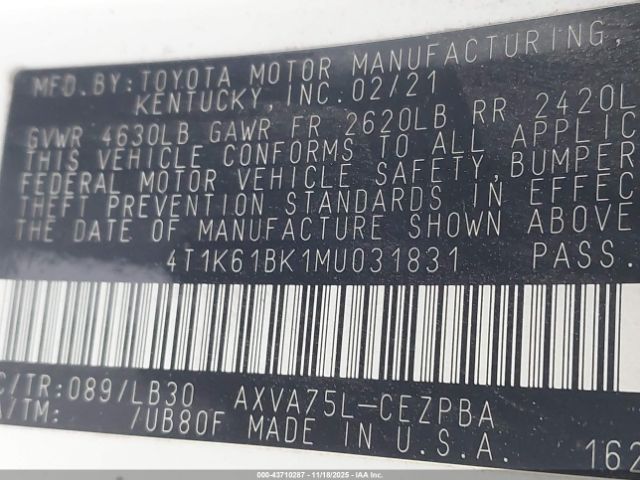 MFD.BY: TOYOTA MOTOR MANUFACTURING,
KENTUCKY, INC. 02/21
GVWR 4630LB GAWR FR 2620LB RR 2420L
THIS VEHICLE CONFORMS TO ALL APPLIC
FEDERAL MOTOR VEHICLE SAFETY, BUMPER
THEFT PREVENTION STANDARDS IN EFFEC
THE DATE OF MANUFACTURE SHOWN ABOVE
4T1K61BK1MU031831 PASS.
C/TR: 089/LB30 AXVA75L-CEZPBA
A/TM: /UB80F MADE IN U.S.A. 162
000-43710287 - 11/18/2025 - IAAI.COM